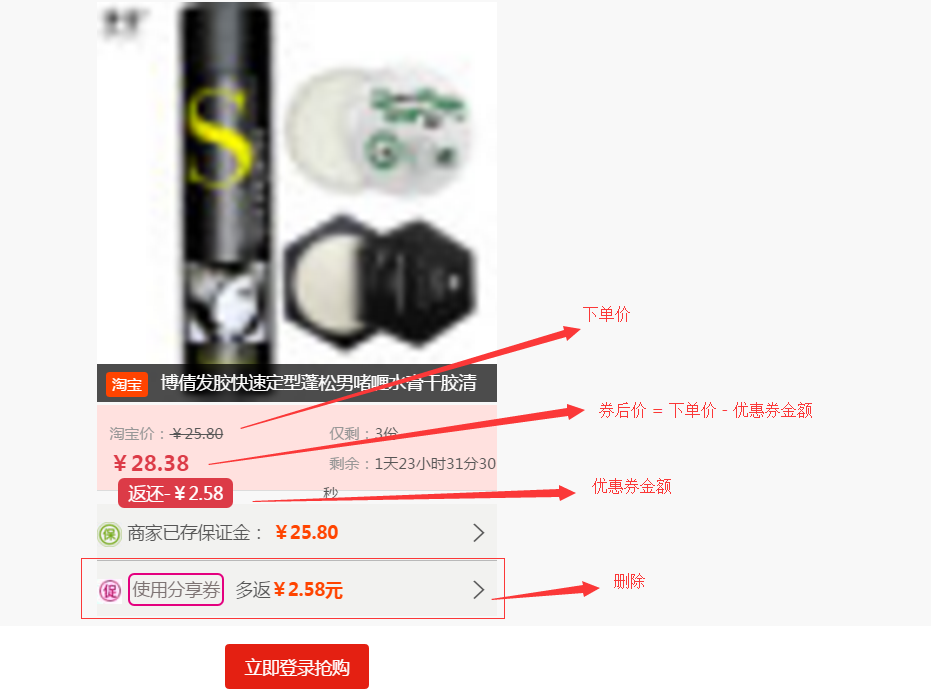 S
下单价
淘宝 博倩发胶快速定型蓬松男啫喱水膏干胶清
券后价 = 下单价 - 优惠券金额
淘宝价：￥25.80 仅剩：3份
￥28.38 剩余：1天23小时31分30
返还-￥2.58 秒
优惠券金额
保 商家已存保证金： ￥25.80
删除
促 使用分享券 多返￥2.58元
立即登录抢购